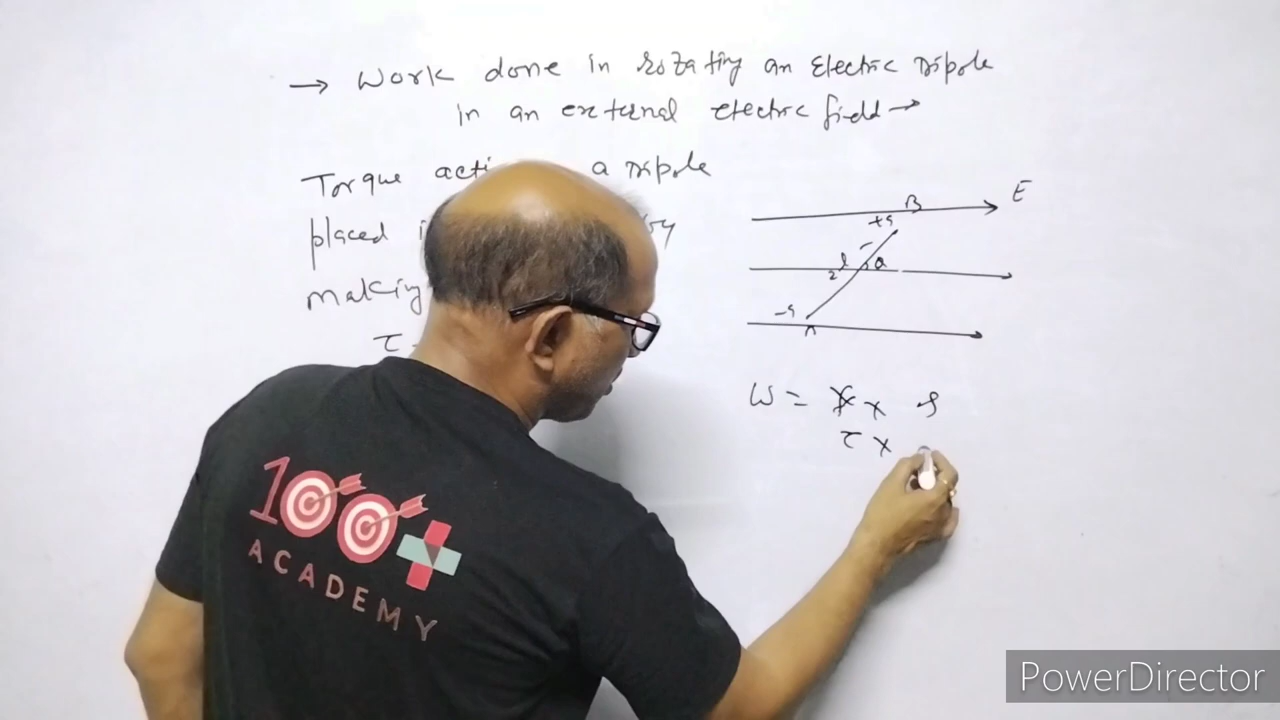 → Work done in rotating an Electric Dipole
in an external electric field →
Torque acti a Dipole
placed i by
making
τ
E
B
+q
2l
θ
-q
A
W = F x s
τ x
100+
ACADEMY
PowerDirector